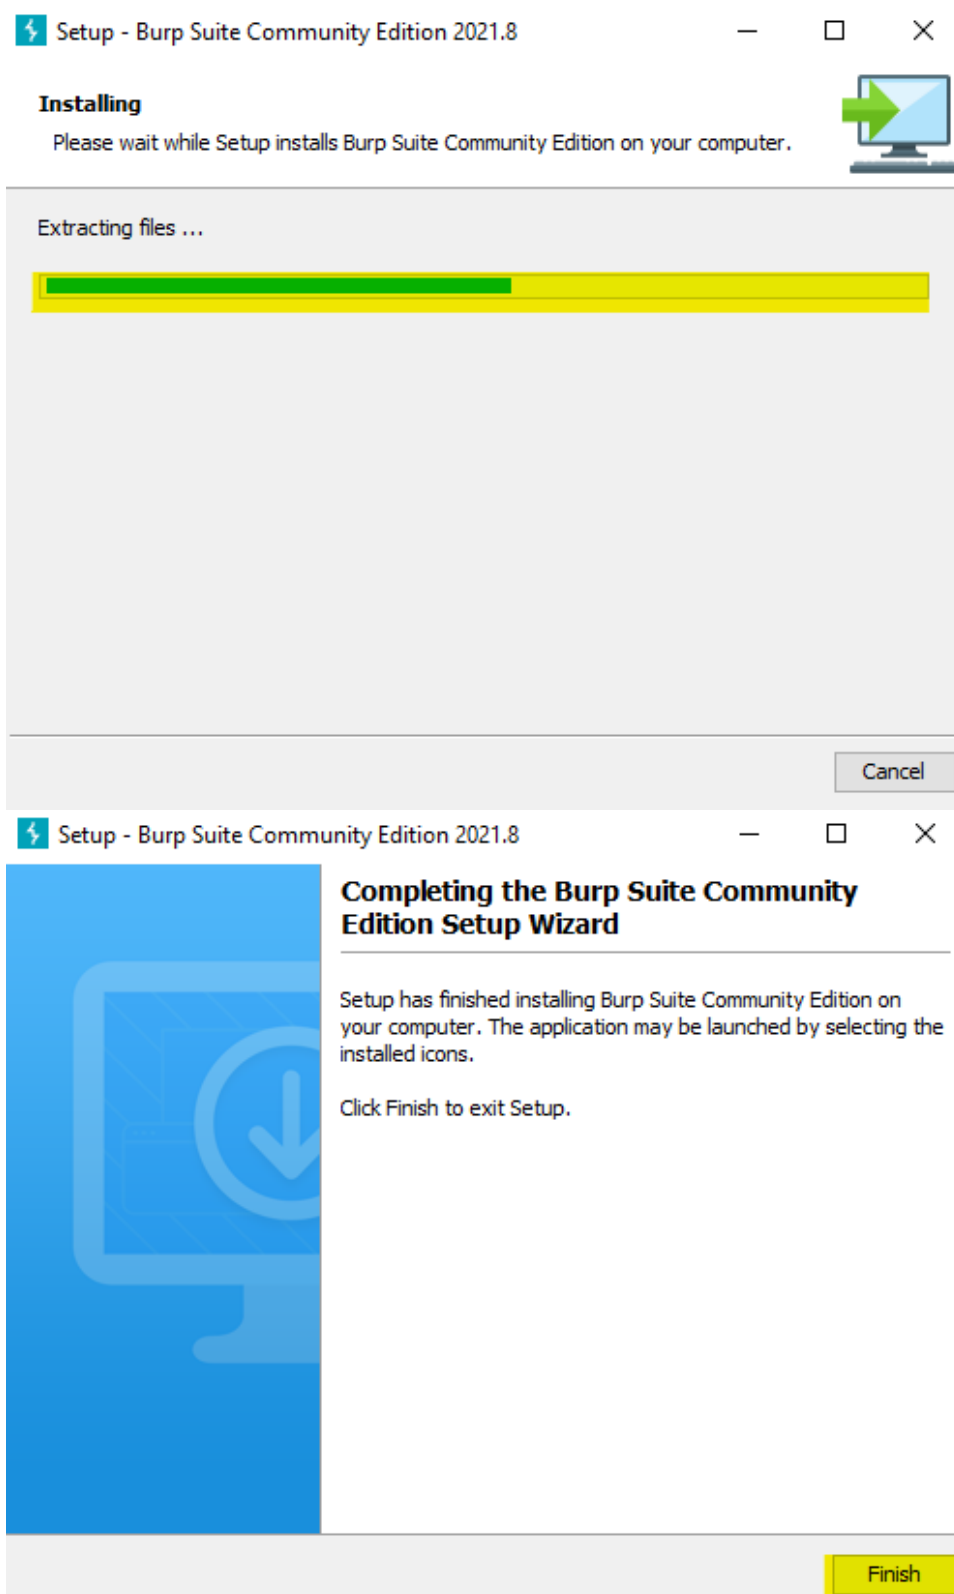 Setup - Burp Suite Community Edition 2021.8
Installing
Please wait while Setup installs Burp Suite Community Edition on your computer.
Extracting files ...
Cancel
Setup - Burp Suite Community Edition 2021.8
Completing the Burp Suite Community
Edition Setup Wizard
Setup has finished installing Burp Suite Community Edition on
your computer. The application may be launched by selecting the
installed icons.
Click Finish to exit Setup.
Finish